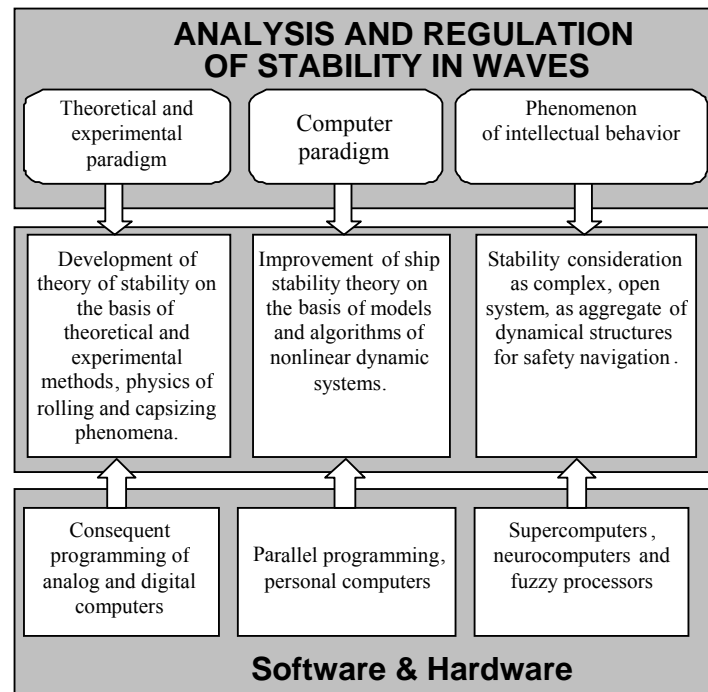 ANALYSIS AND REGULATION
OF STABILITY IN WAVES
Theoretical and
experimental
paradigm
Computer
paradigm
Phenomenon
of intellectual behavior
Development of
theory of stability on
the basis of
theoretical and
experimental
methods, physics of
rolling and capsizing
phenomena.
Improvement of ship
stability theory on
the basis of models
and algorithms of
nonlinear dynamic
systems.
Stability consideration
as complex, open
system, as aggregate of
dynamical structures
for safety navigation .
Consequent
programming of
analog and digital
computers
Parallel programming,
personal computers
Supercomputers ,
neurocomputers and
fuzzy processors
Software & Hardware